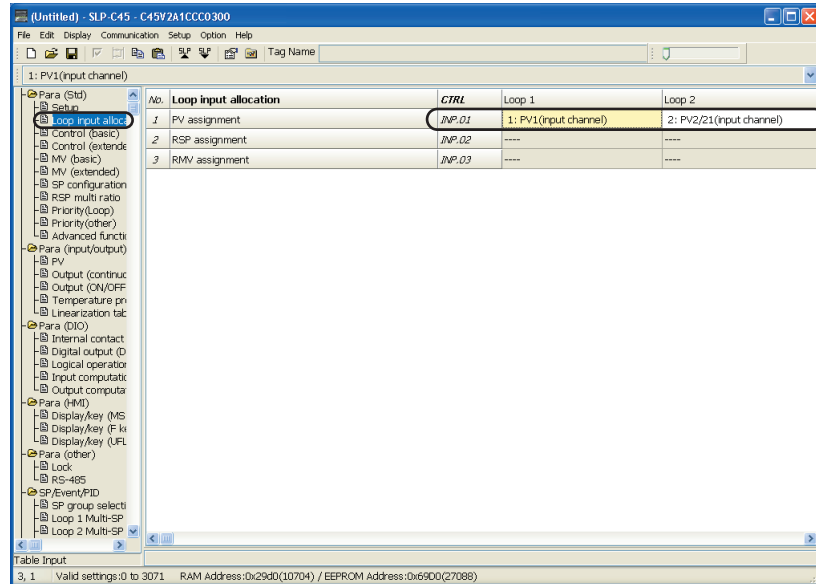 (Untitled) - SLP-C45 - C45V2A1CCC0300
File Edit Display Communication Setup Option Help
Tag Name
1: PV1(input channel)
Para (Std)
Setup
Loop input alloca
Control (basic)
Control (extende
MV (basic)
MV (extended)
SP configuration
RSP multi ratio
Priority(Loop)
Priority(other)
Advanced functi
Para (input/output)
PV
Output (continuc
Output (ON/OFF
Temperature pr
Linearization tab
Para (DIO)
Internal contact
Digital output (D
Logical operation
Input computatic
Output computat
Para (HMI)
Display/key (MS
Display/key (F ke
Display/key (UFL
Para (other)
Lock
RS-485
SP/Event/PID
SP group selecti
Loop 1 Multi-SP
Loop 2 Multi-SP
No. Loop input allocation CTRL Loop 1 Loop 2
1 PV assignment INP.01 1: PV1(input channel) 2: PV2/21(input channel)
2 RSP assignment INP.02 ---- ----
3 RMV assignment INP.03 ---- ----
Table Input
3, 1 Valid settings:0 to 3071 RAM Address:0x29d0(10704) / EEPROM Address:0x69D0(27088)